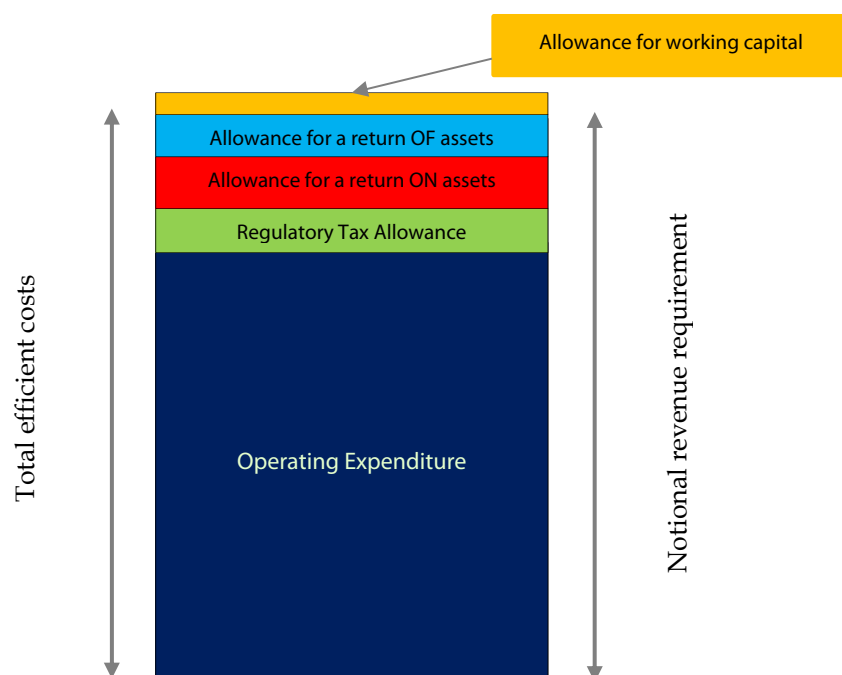 Allowance for working capital
Allowance for a return OF assets
Allowance for a return ON assets
Regulatory Tax Allowance
Operating Expenditure
Total efficient costs
Notional revenue requirement